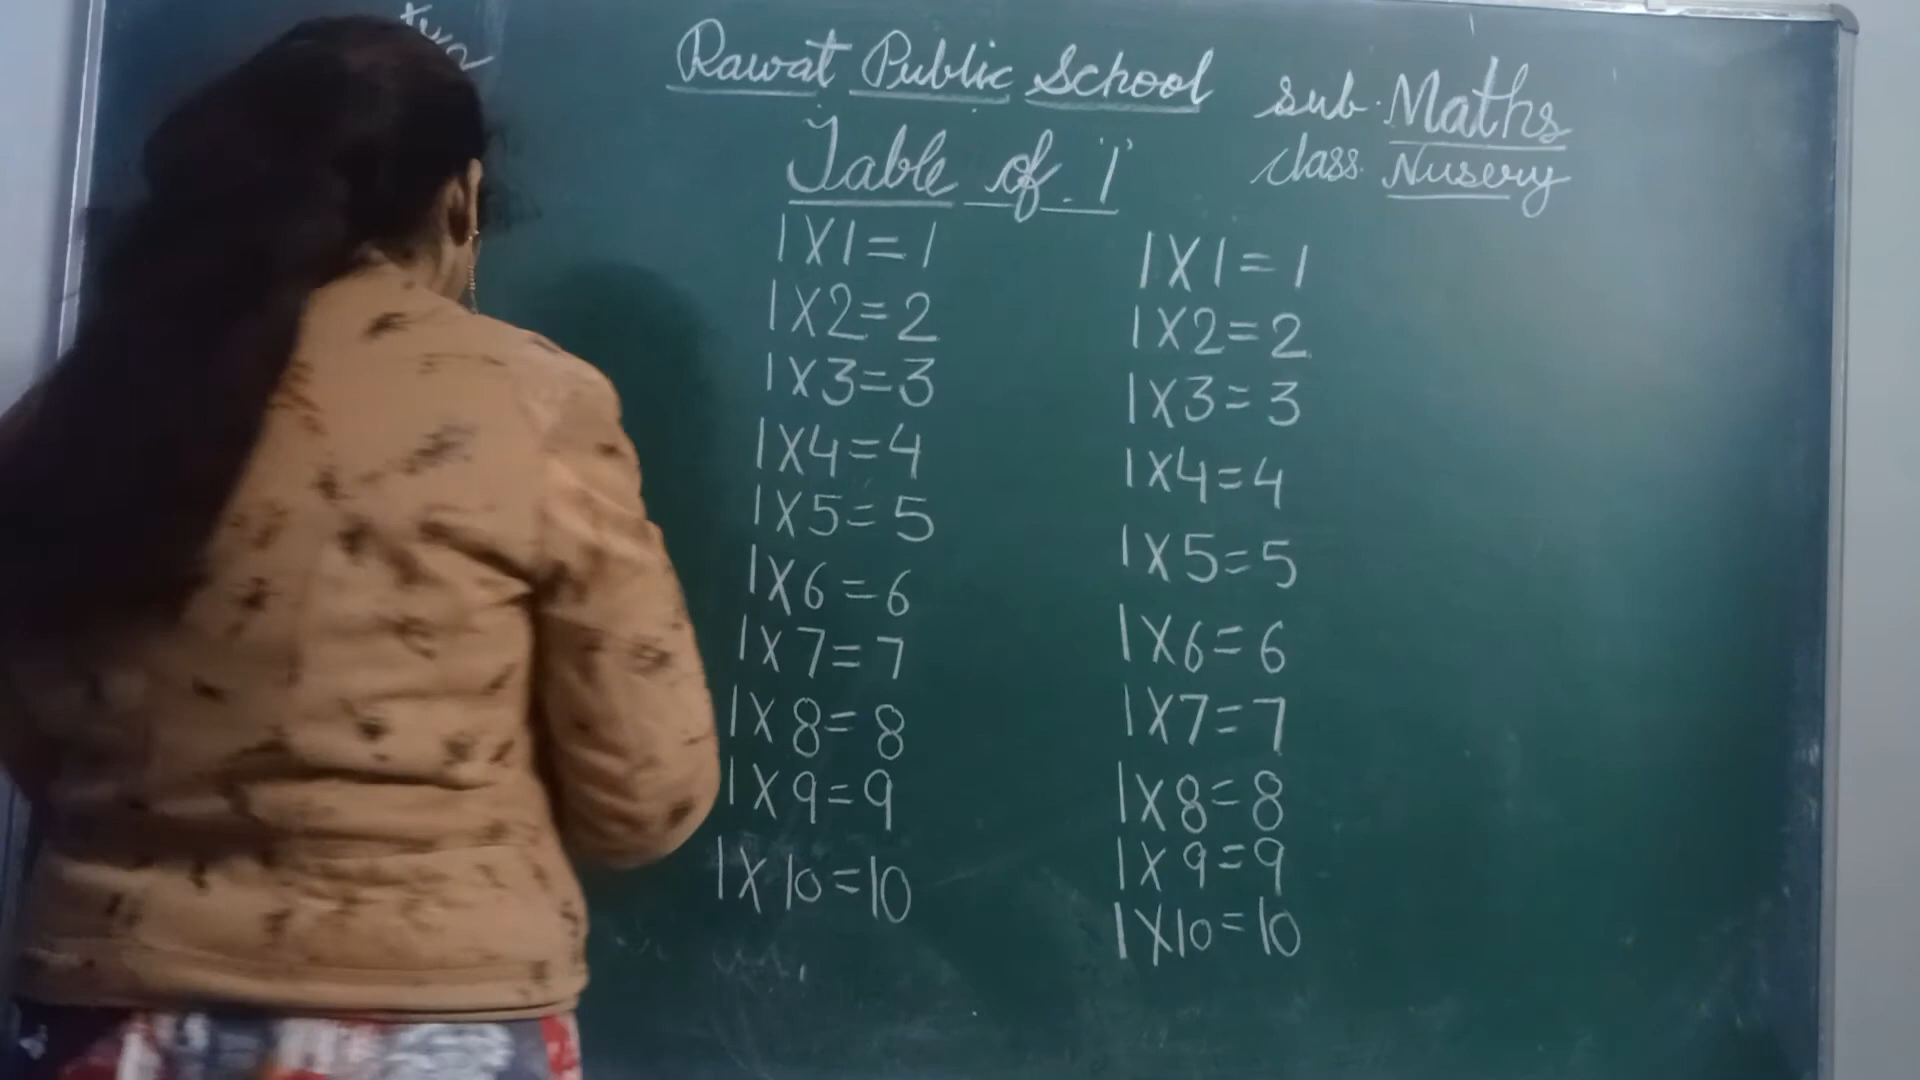 Rawat Public School
sub. Maths
Table of '1'
class. Nusery
1X1=1
1X2=2
1X3=3
1X4=4
1X5=5
1X6=6
1X7=7
1X8=8
1X9=9
1X10=10
1X1=1
1X2=2
1X3=3
1X4=4
1X5=5
1X6=6
1X7=7
1X8=8
1X9=9
1X10=10